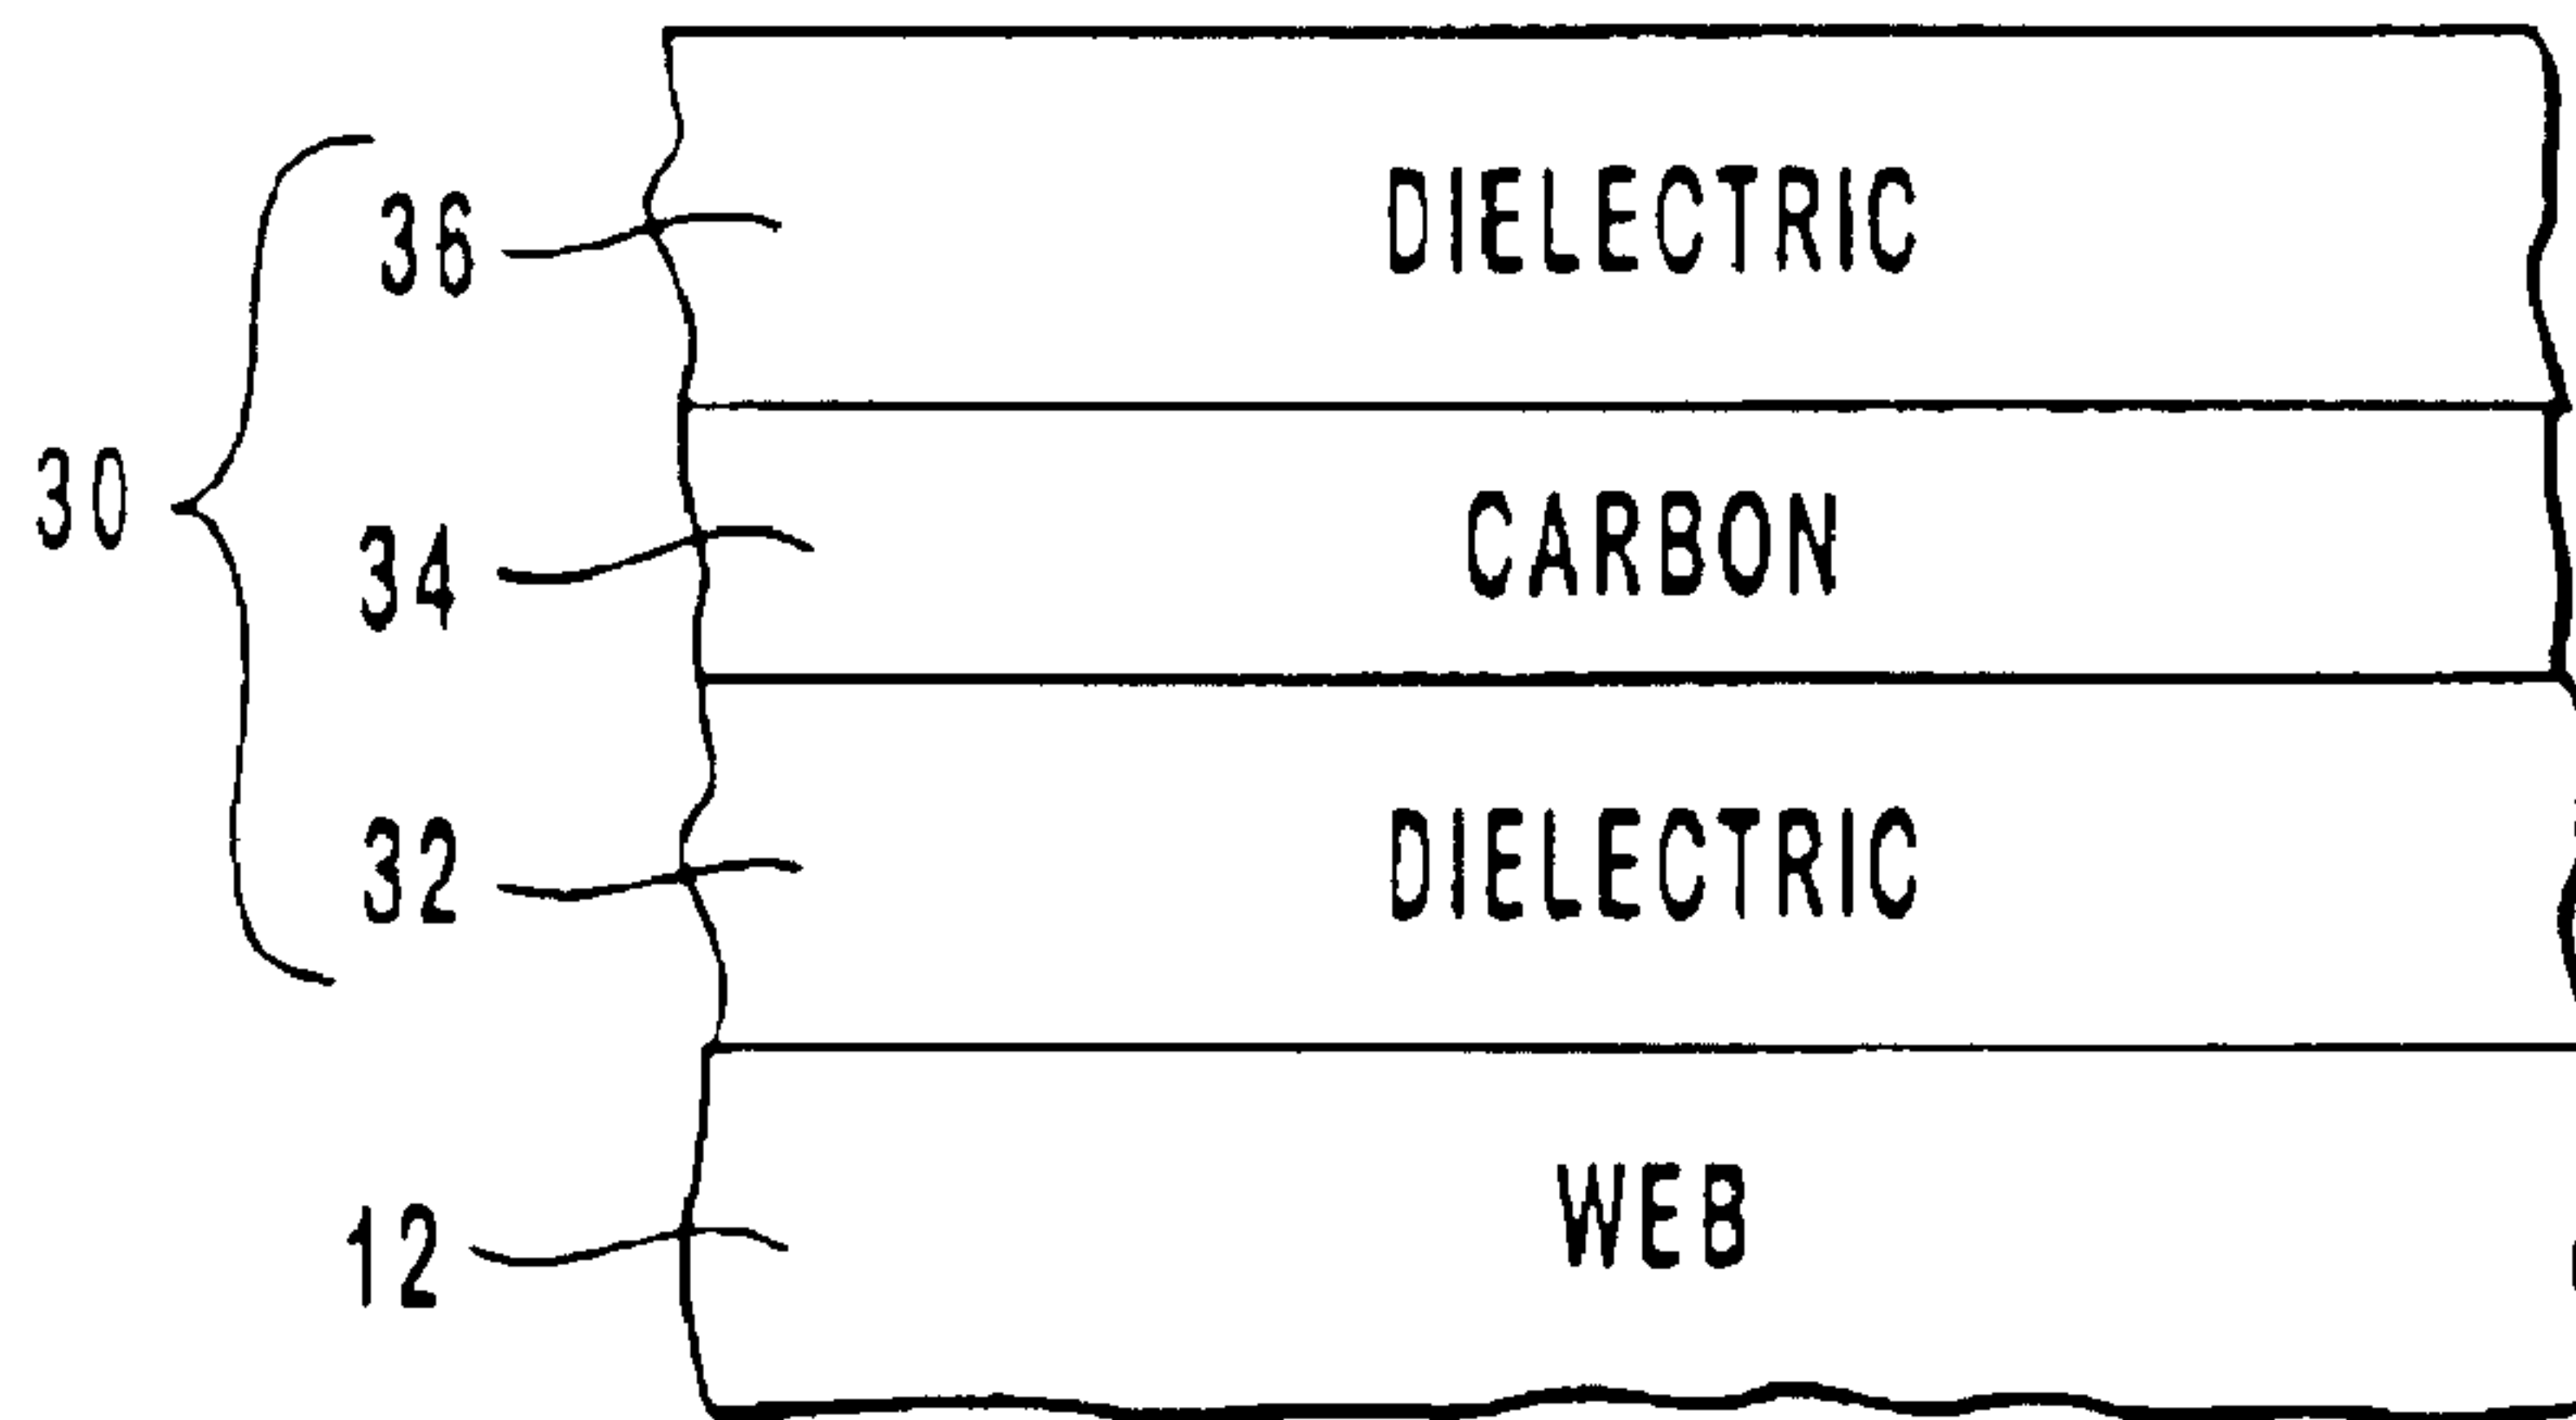 36 DIELECTRIC
30
34 CARBON
32 DIELECTRIC
12 WEB